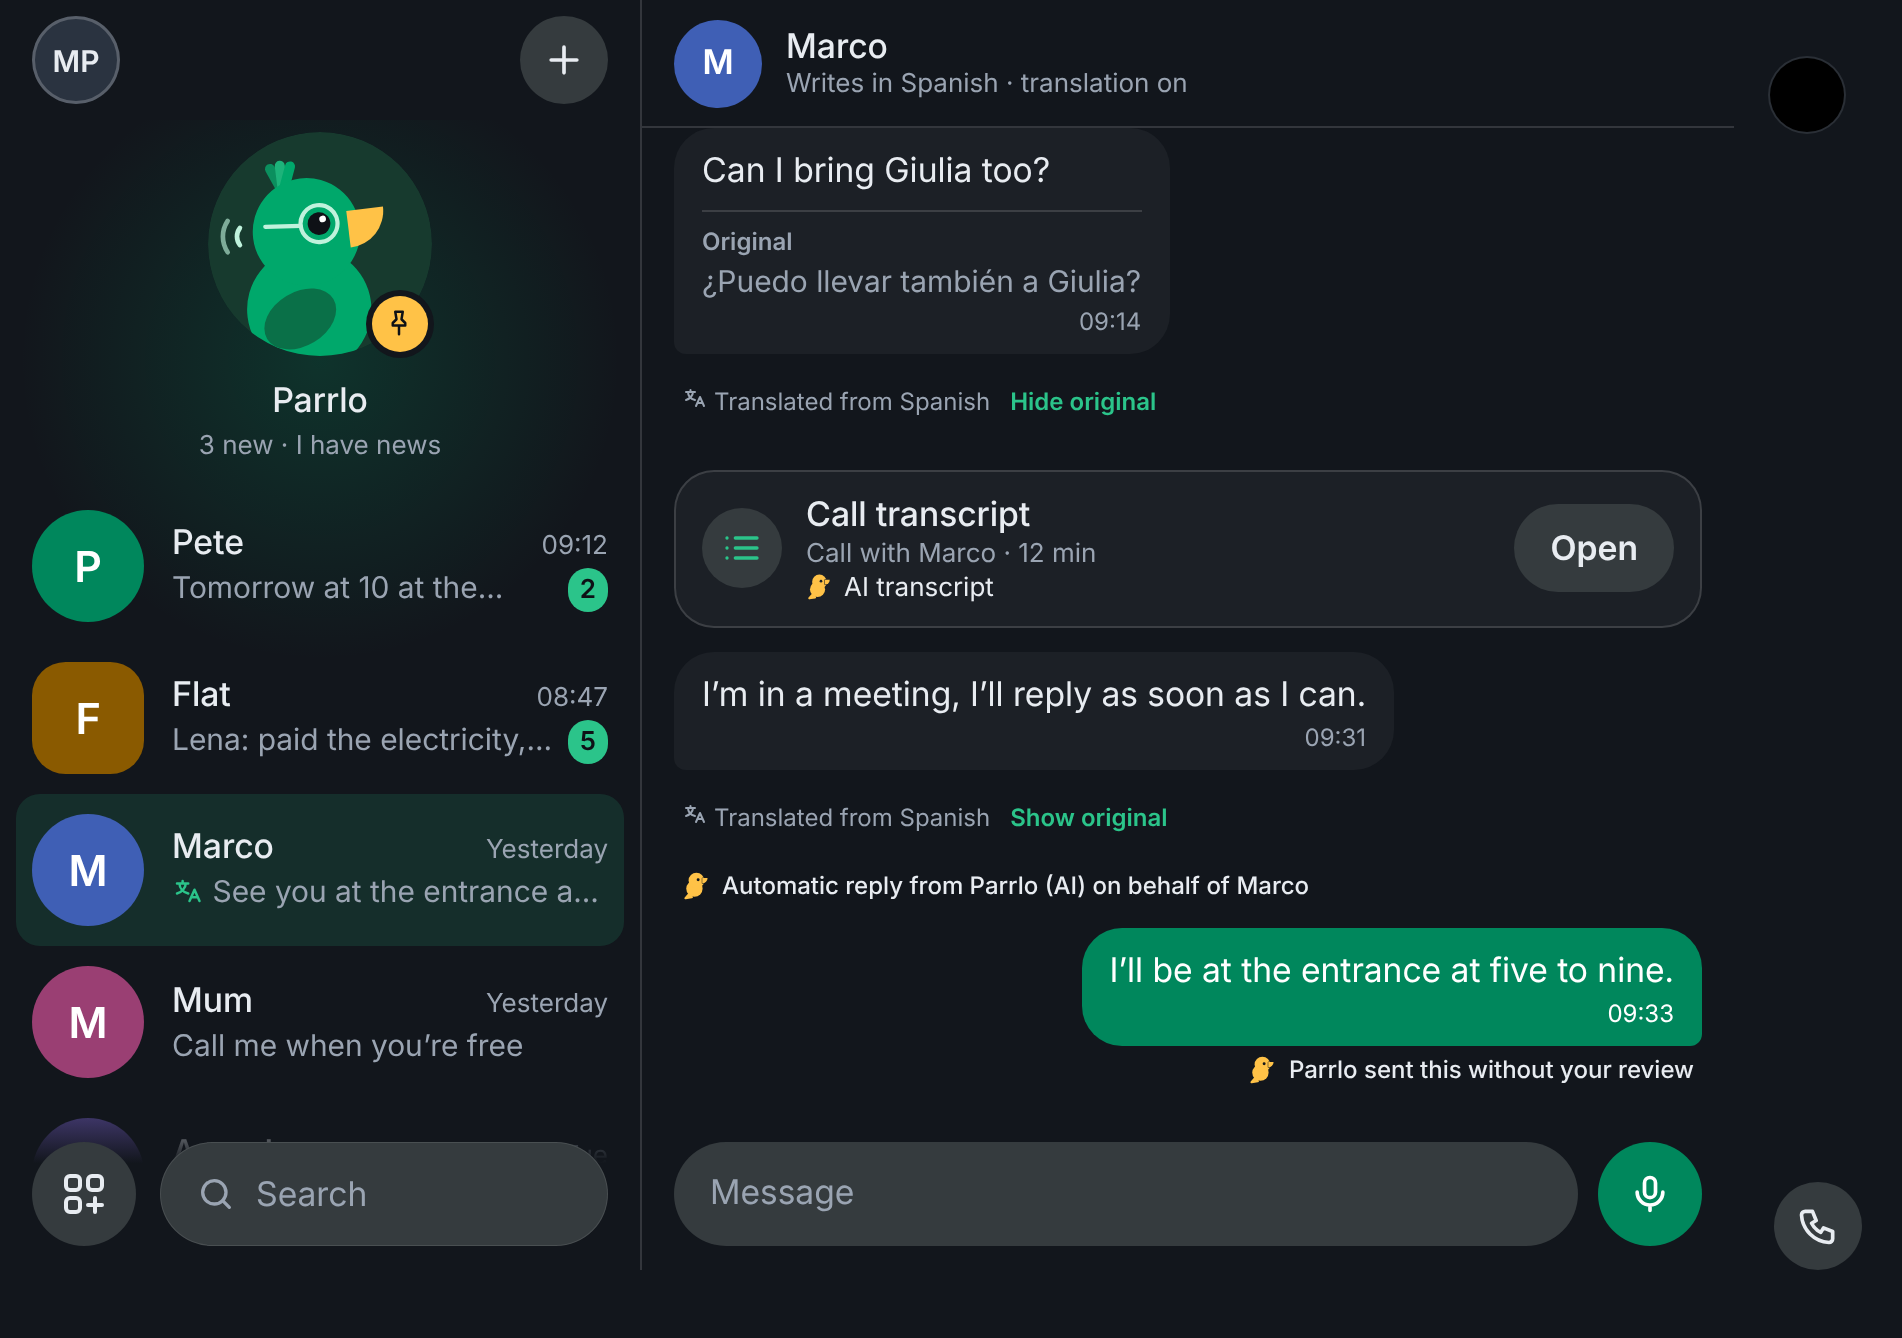 MP
Parrlo
3 new · I have news
P
Pete
09:12
Tomorrow at 10 at the...
2
F
Flat
08:47
Lena: paid the electricity,...
5
M
Marco
Yesterday
See you at the entrance a...
M
Mum
Yesterday
Call me when you’re free
Search
M
Marco
Writes in Spanish · translation on
Can I bring Giulia too?
Original
¿Puedo llevar también a Giulia?
09:14
Translated from Spanish Hide original
Call transcript
Call with Marco · 12 min
AI transcript
Open
I’m in a meeting, I’ll reply as soon as I can.
09:31
Translated from Spanish Show original
Automatic reply from Parrlo (AI) on behalf of Marco
I’ll be at the entrance at five to nine.
09:33
Parrlo sent this without your review
Message